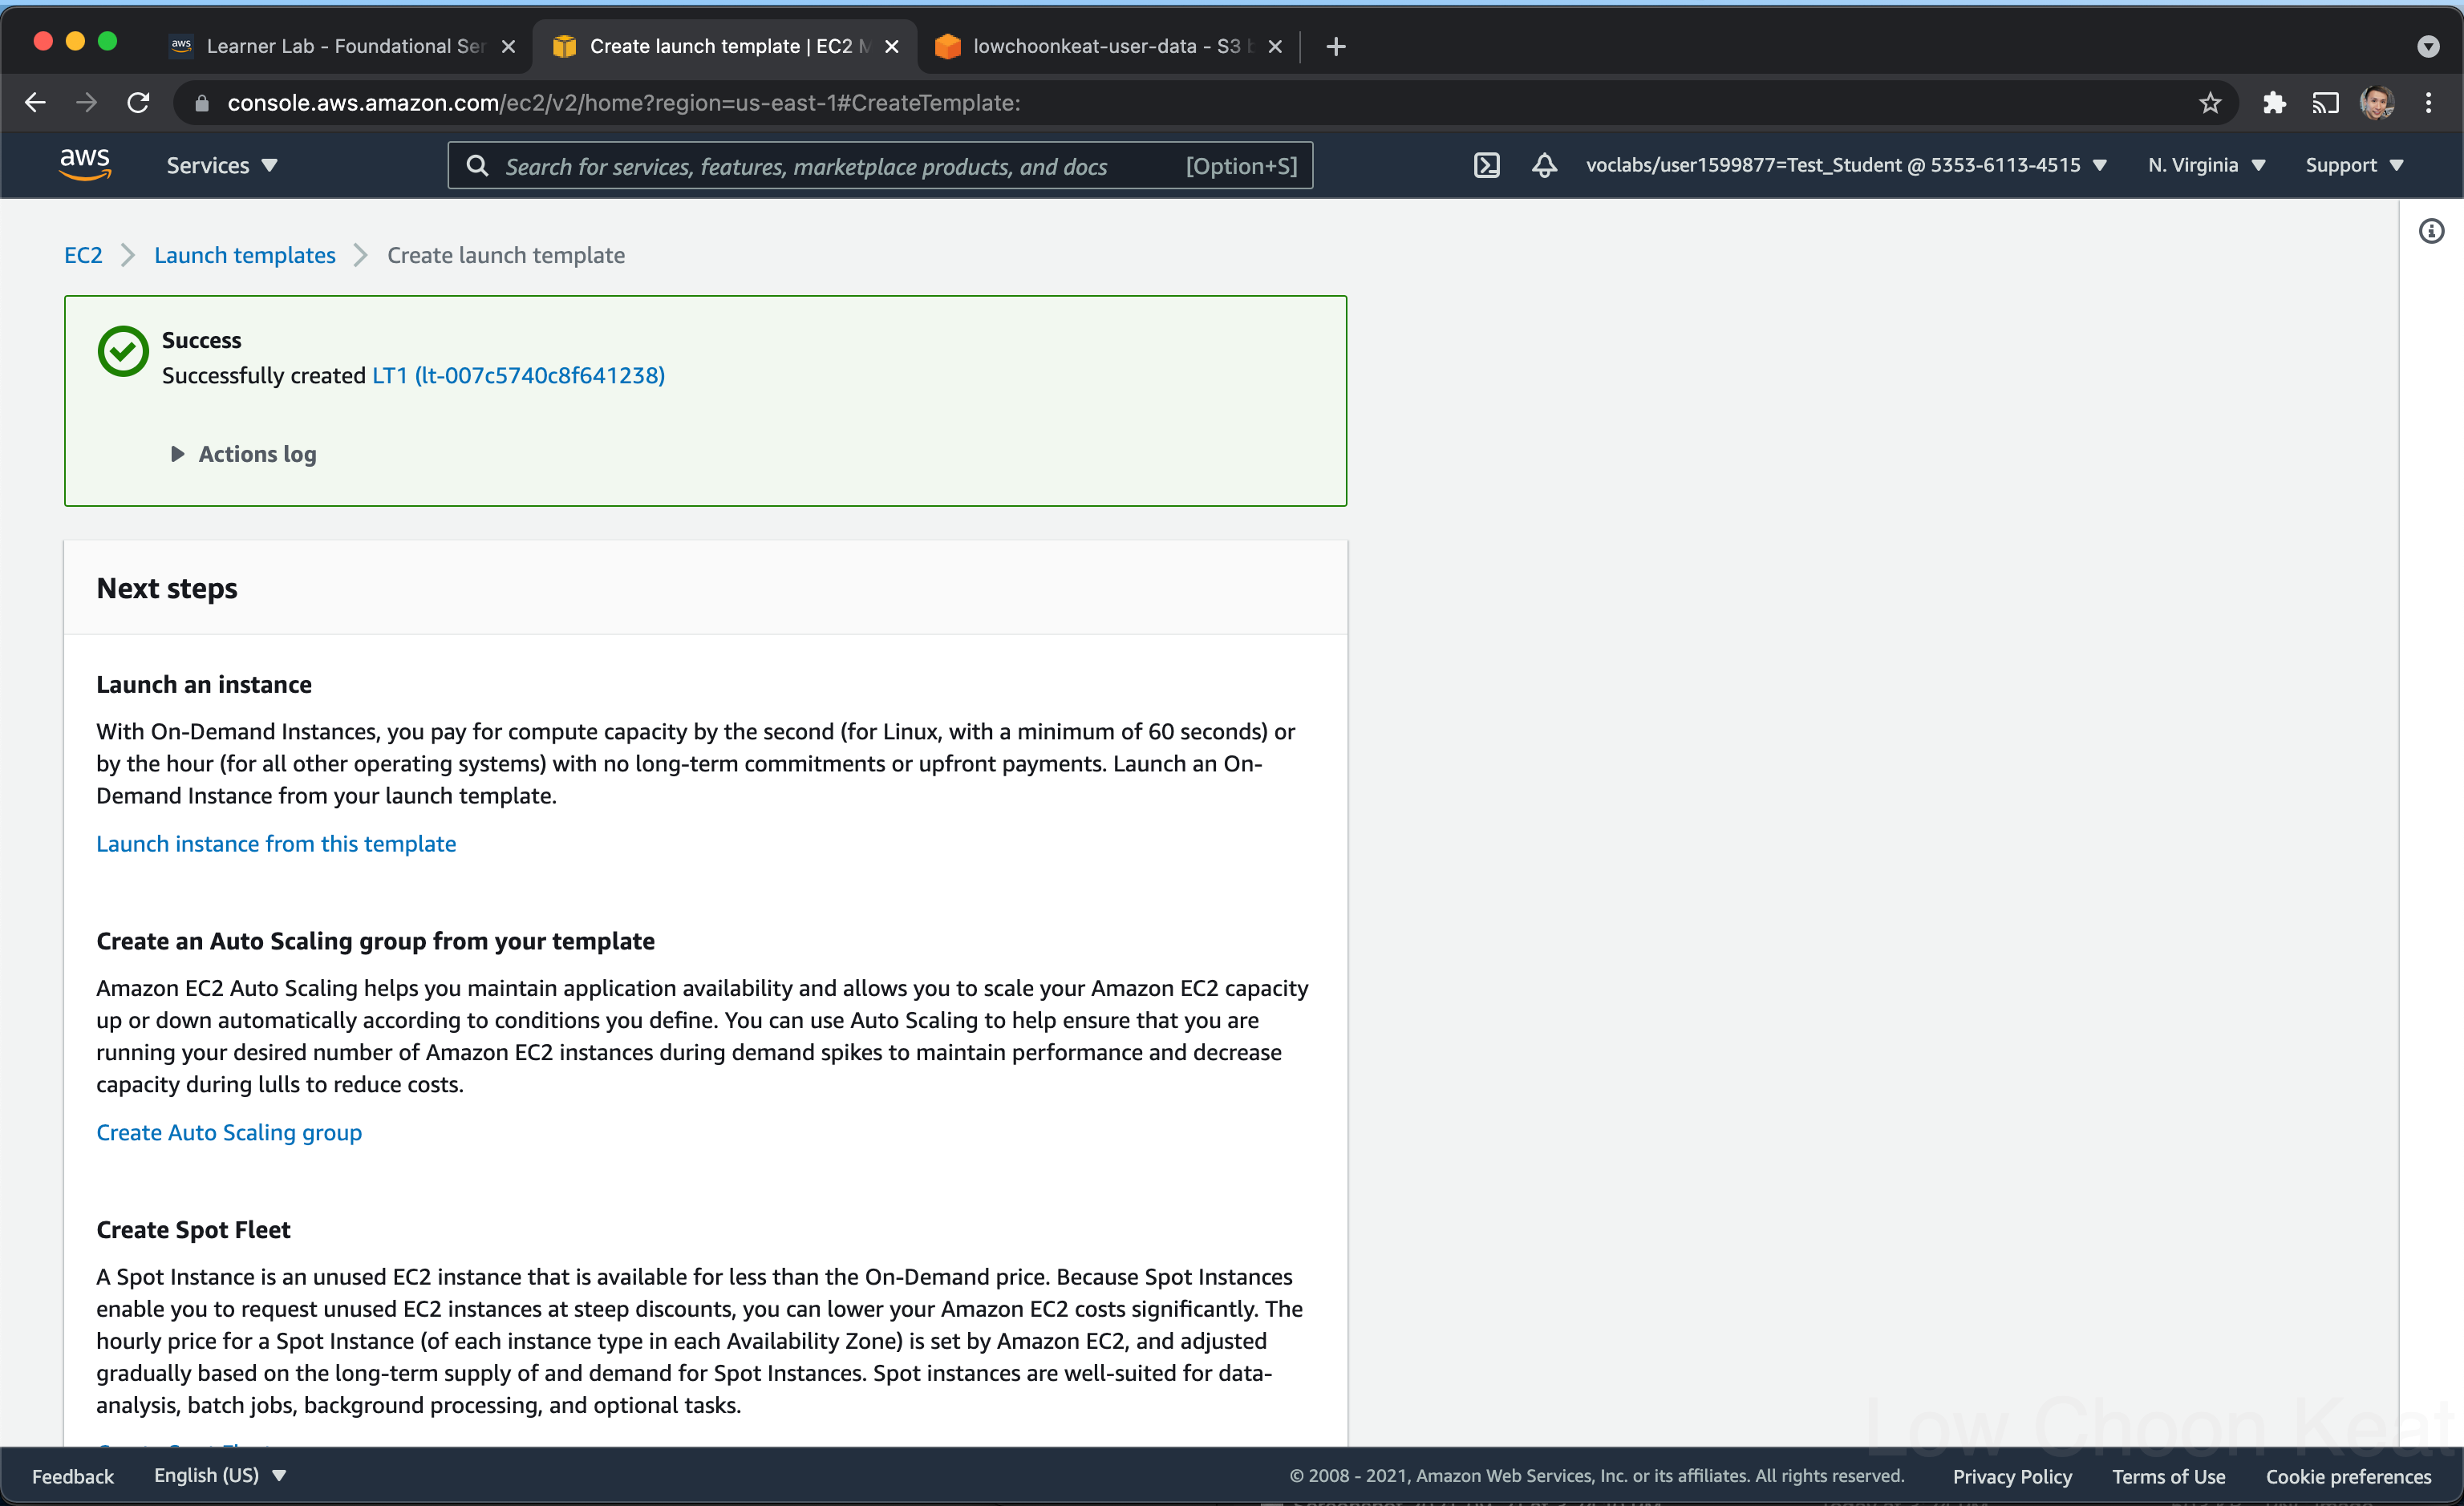 Learner Lab - Foundational Ser
Create launch template | EC2 M
lowchoonkeat-user-data - S3 b
console.aws.amazon.com/ec2/v2/home?region=us-east-1#CreateTemplate:
aws
Services
Search for services, features, marketplace products, and docs
[Option+S]
voclabs/user1599877=Test_Student @ 5353-6113-4515
N. Virginia
Support
EC2
Launch templates
Create launch template
Success
Successfully created LT1 (lt-007c5740c8f641238)
Actions log
Next steps
Launch an instance
With On-Demand Instances, you pay for compute capacity by the second (for Linux, with a minimum of 60 seconds) or
by the hour (for all other operating systems) with no long-term commitments or upfront payments. Launch an On-
Demand Instance from your launch template.
Launch instance from this template
Create an Auto Scaling group from your template
Amazon EC2 Auto Scaling helps you maintain application availability and allows you to scale your Amazon EC2 capacity
up or down automatically according to conditions you define. You can use Auto Scaling to help ensure that you are
running your desired number of Amazon EC2 instances during demand spikes to maintain performance and decrease
capacity during lulls to reduce costs.
Create Auto Scaling group
Create Spot Fleet
A Spot Instance is an unused EC2 instance that is available for less than the On-Demand price. Because Spot Instances
enable you to request unused EC2 instances at steep discounts, you can lower your Amazon EC2 costs significantly. The
hourly price for a Spot Instance (of each instance type in each Availability Zone) is set by Amazon EC2, and adjusted
gradually based on the long-term supply of and demand for Spot Instances. Spot instances are well-suited for data-
analysis, batch jobs, background processing, and optional tasks.
Low Choon Keat
Feedback
English (US)
© 2008 - 2021, Amazon Web Services, Inc. or its affiliates. All rights reserved.
Privacy Policy
Terms of Use
Cookie preferences